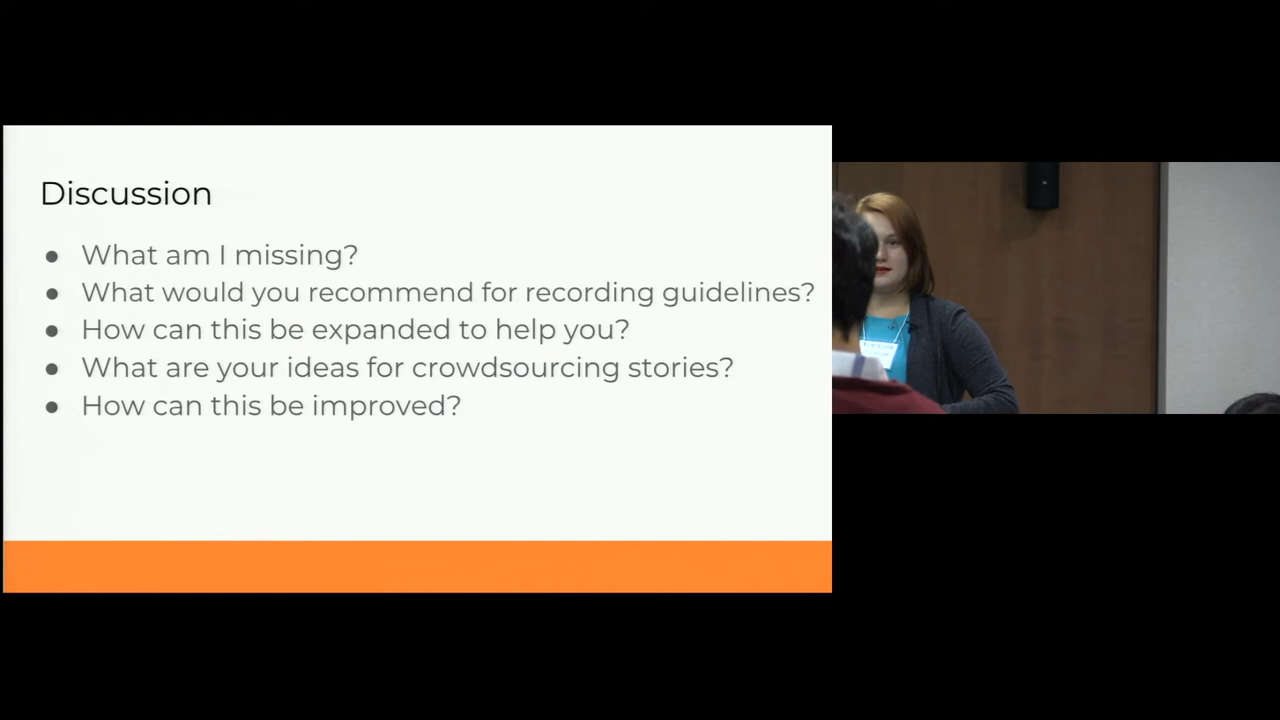 Discussion
● What am I missing?
● What would you recommend for recording guidelines?
● How can this be expanded to help you?
● What are your ideas for crowdsourcing stories?
● How can this be improved?